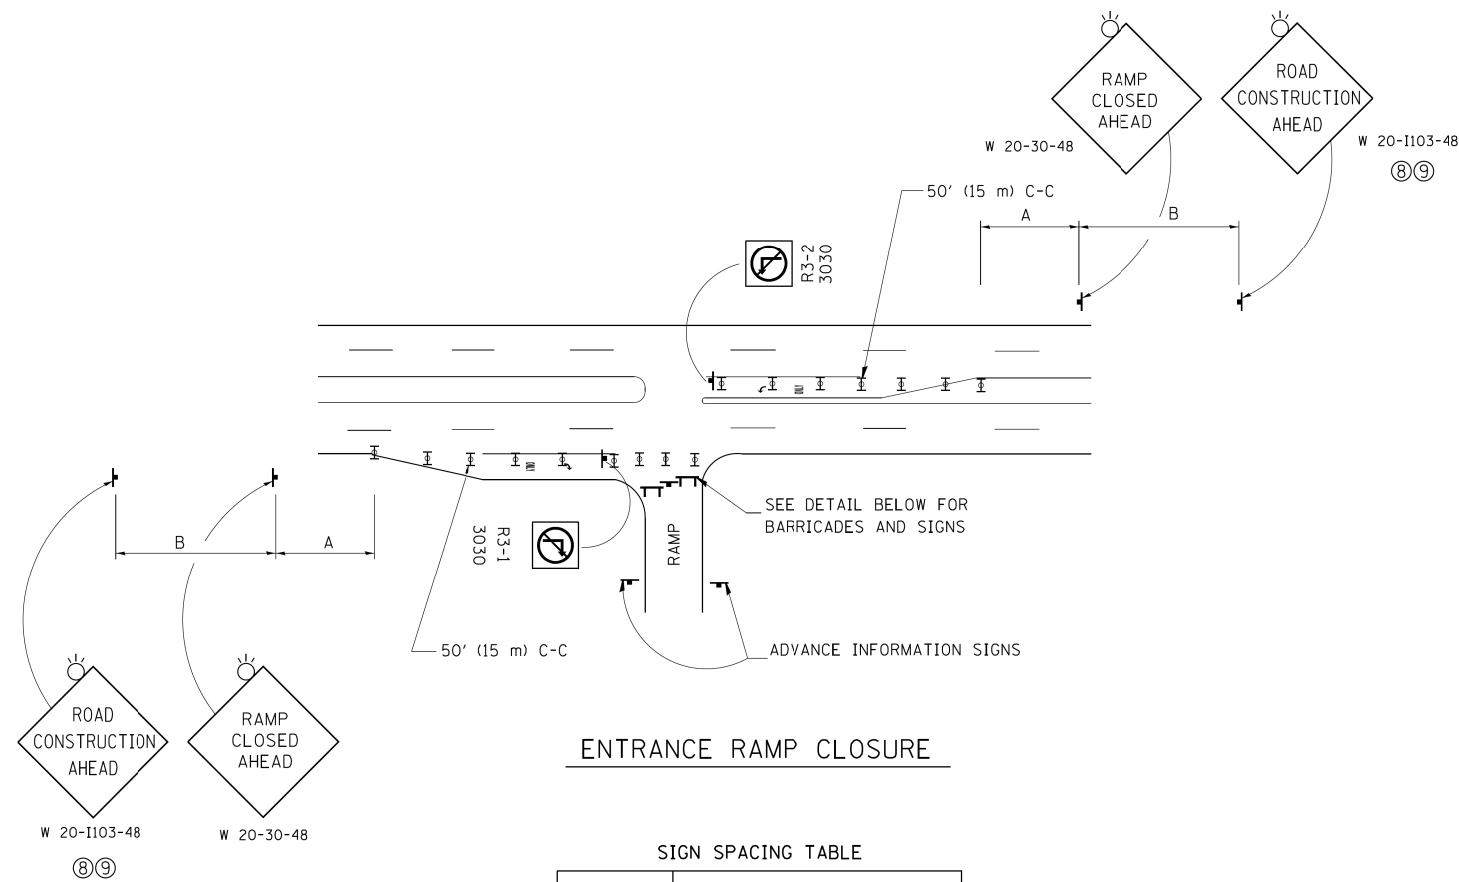 RAMP
CLOSED
AHEAD
W 20-30-48
ROAD
CONSTRUCTION
AHEAD
W 20-I103-48
⑧⑨
50' (15 m) C-C
A
B
R3-2
3030
SEE DETAIL BELOW FOR
BARRICADES AND SIGNS
RAMP
R3-1
3030
B
A
50' (15 m) C-C
ADVANCE INFORMATION SIGNS
ROAD
CONSTRUCTION
AHEAD
W 20-I103-48
⑧⑨
RAMP
CLOSED
AHEAD
W 20-30-48
ENTRANCE RAMP CLOSURE
SIGN SPACING TABLE